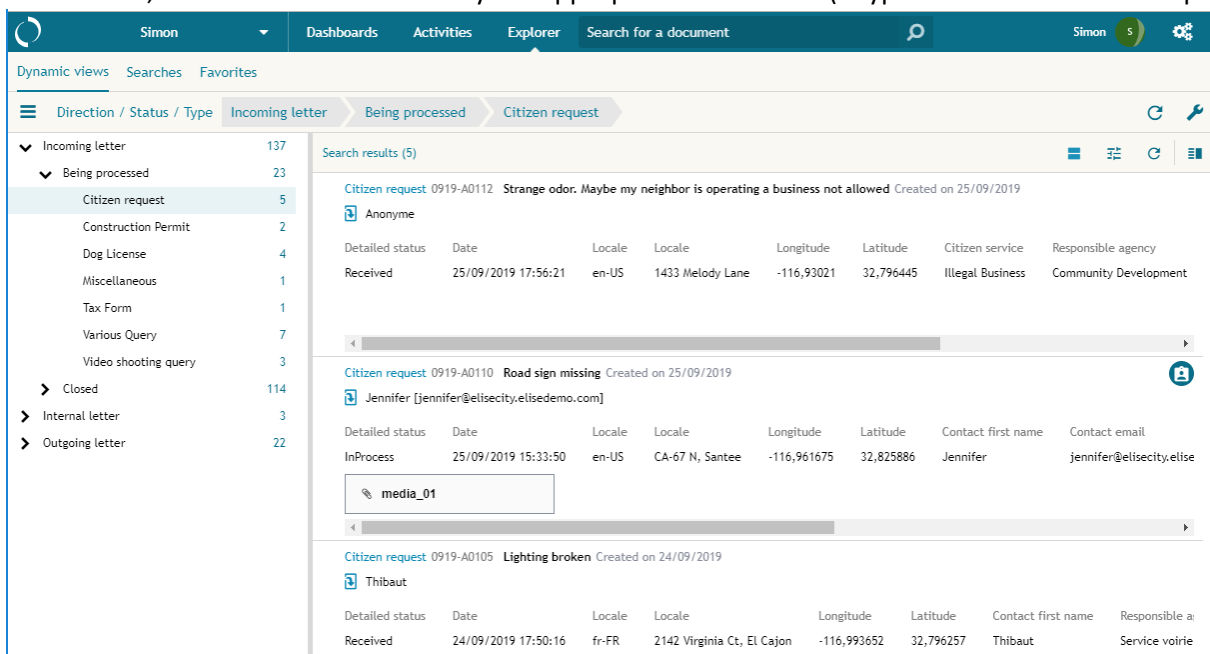 Simon Dashboards Activities Explorer Search for a document Simon S
Dynamic views Searches Favorites
Direction / Status / Type Incoming letter Being processed Citizen request
Incoming letter 137
Being processed 23
Citizen request 5
Construction Permit 2
Dog License 4
Miscellaneous 1
Tax Form 1
Various Query 7
Video shooting query 3
Closed 114
Internal letter 3
Outgoing letter 22
Search results (5)
Citizen request 0919-A0112 Strange odor. Maybe my neighbor is operating a business not allowed Created on 25/09/2019
Anonyme
Detailed status Date Locale Locale Longitude Latitude Citizen service Responsible agency
Received 25/09/2019 17:56:21 en-US 1433 Melody Lane -116,93021 32,796445 Illegal Business Community Development
Citizen request 0919-A0110 Road sign missing Created on 25/09/2019
Jennifer [jennifer@elisecity.elisedemo.com]
Detailed status Date Locale Locale Longitude Latitude Contact first name Contact email
InProcess 25/09/2019 15:33:50 en-US CA-67 N, Santee -116,961675 32,825886 Jennifer jennifer@elisecity.elise
media_01
Citizen request 0919-A0105 Lighting broken Created on 24/09/2019
Thibaut
Detailed status Date Locale Locale Longitude Latitude Contact first name Responsible
Received 24/09/2019 17:50:16 fr-FR 2142 Virginia Ct, El Cajon -116,993652 32,796257 Thibaut Service voirie